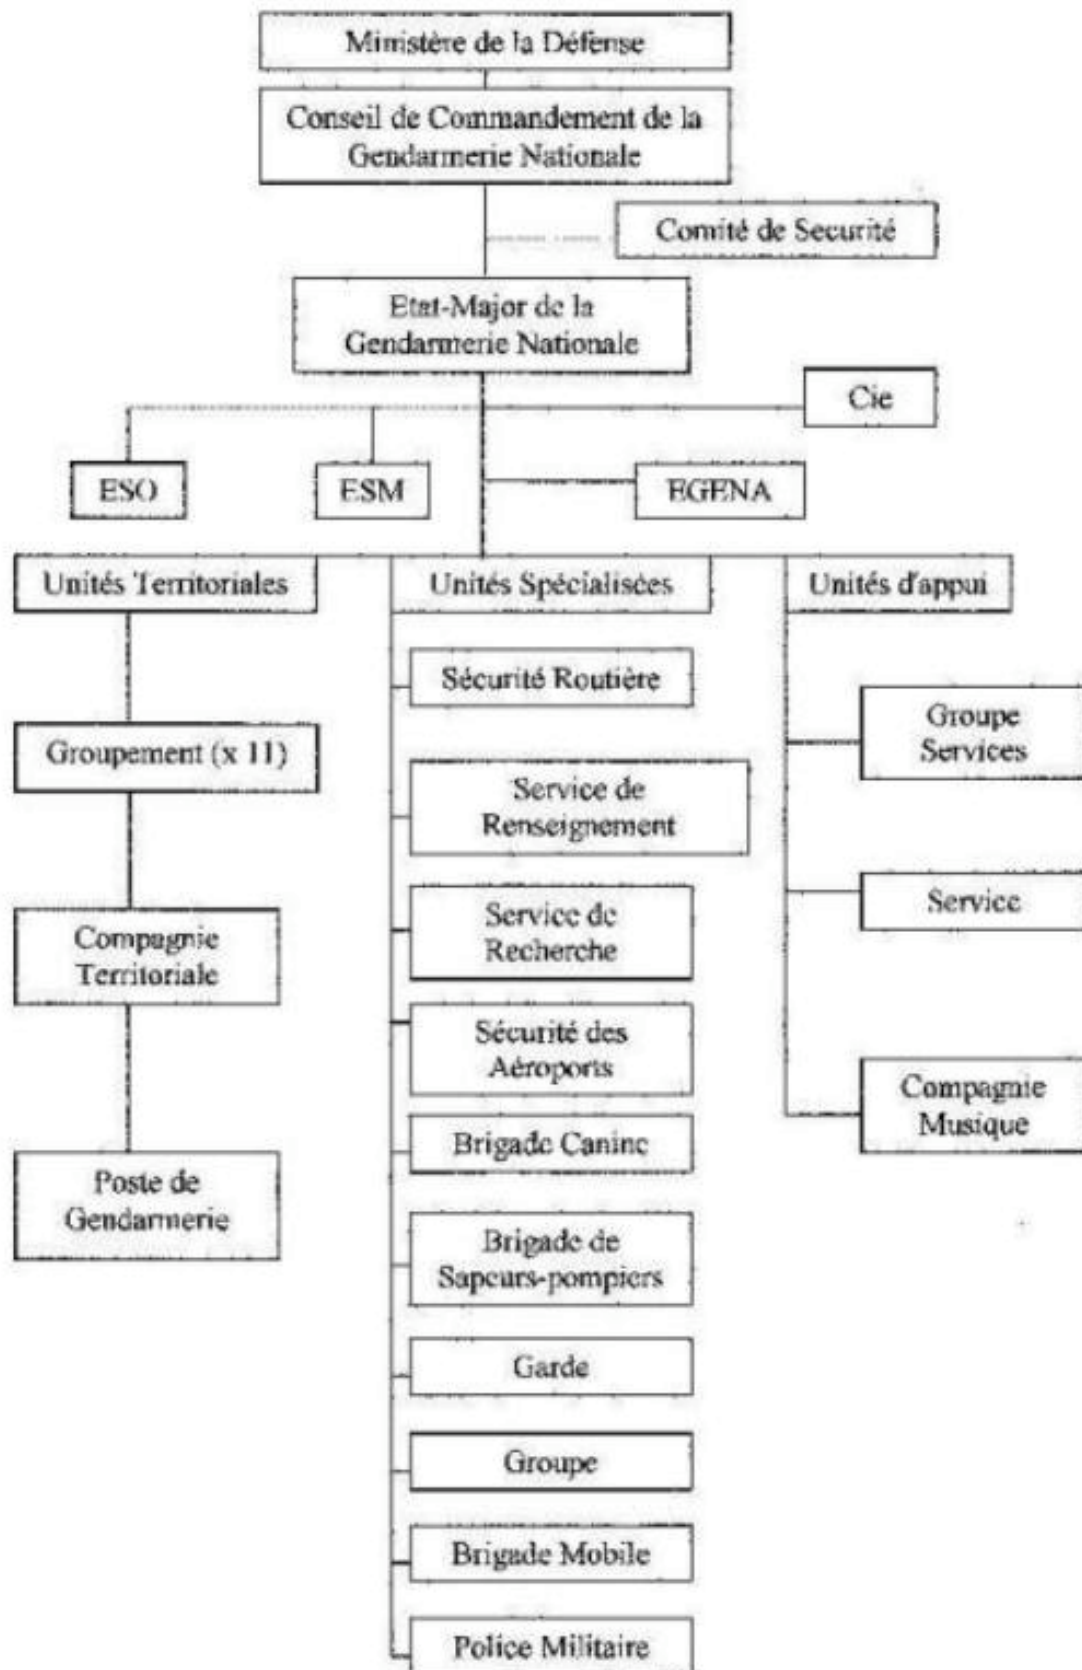 Ministère de la Défense
Conseil de Commandement de la
Gendarmerie Nationale
Comité de Securité
Etat-Major de la
Gendarmerie Nationale
Cie
ESO
ESM
EGENA
Unités Territoriales
Unités Spécialisées
Unités d'appui
Sécurité Routière
Groupement (x 11)
Groupe
Services
Service de
Renseignement
Compagnie
Territoriale
Service de
Recherche
Service
Sécurité des
Aéroports
Compagnie
Musique
Brigade Canine
Poste de
Gendarmerie
Brigade de
Sapeurs-pompiers
Garde
Groupe
Brigade Mobile
Police Militaire